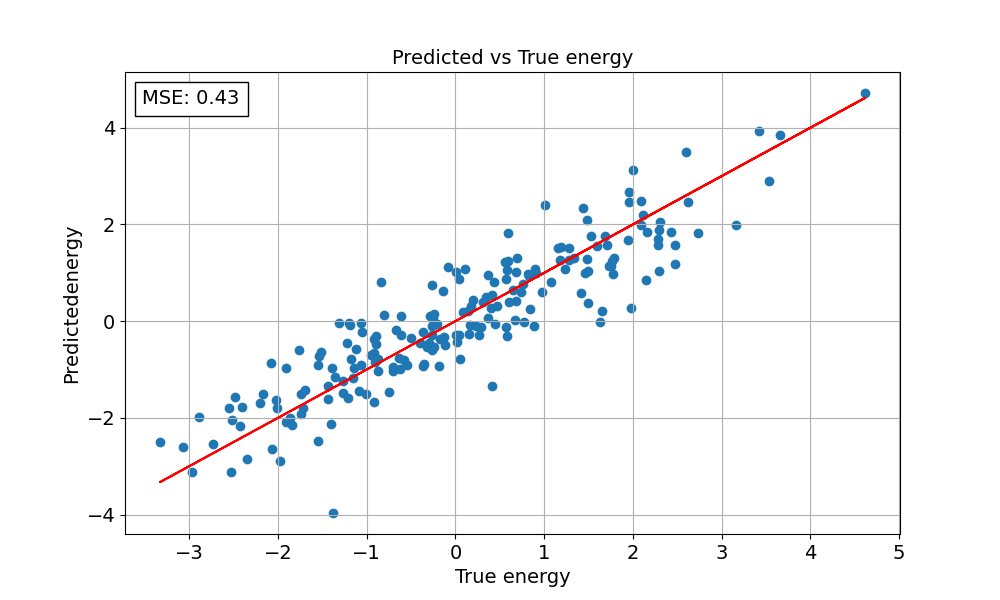 Predicted vs True energy
MSE: 0.43
4
2
0
−2
−4
Predictedenergy
−3 −2 −1 0 1 2 3 4 5
True energy